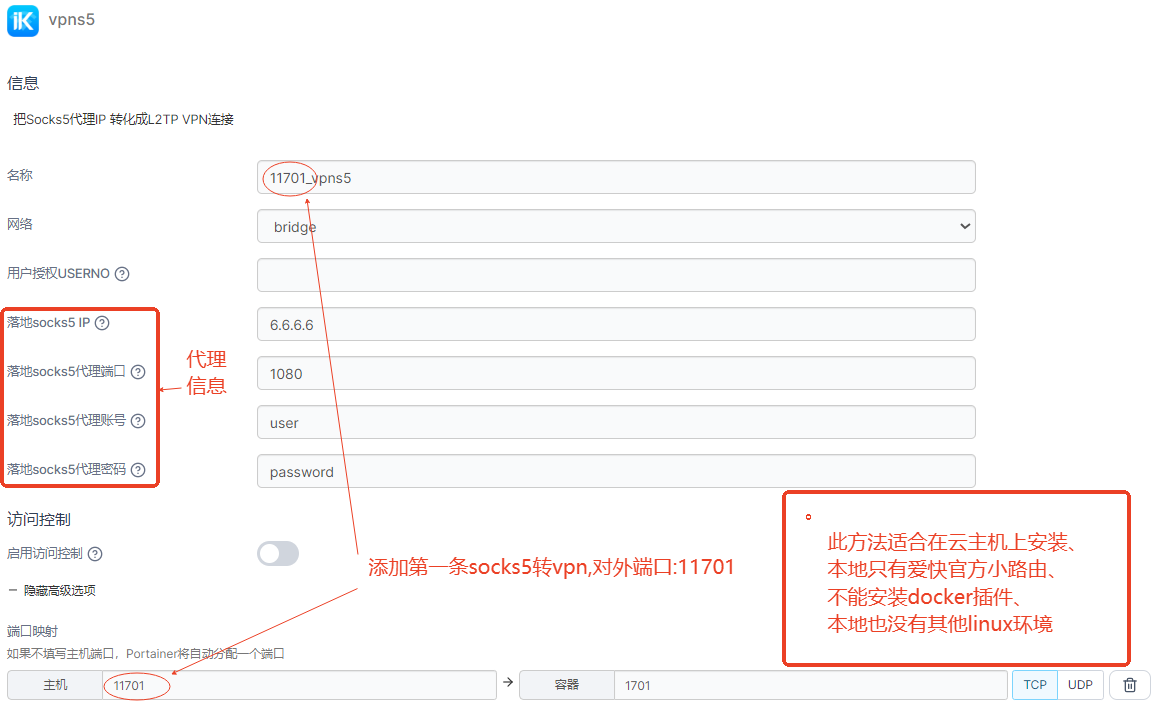 iK vpns5
信息
把Socks5代理IP 转化成L2TP VPN连接
名称
11701_vpns5
网络
bridge
用户授权USERNO ?
落地socks5 IP ?
6.6.6.6
落地socks5代理端口 ?
1080
落地socks5代理账号 ?
user
落地socks5代理密码 ?
password
代理
信息
访问控制
启用访问控制 ?
添加第一条socks5转vpn,对外端口:11701
此方法适合在云主机上安装、
本地只有爱快官方小路由、
不能安装docker插件、
本地也没有其他linux环境
− 隐藏高级选项
端口映射
如果不填写主机端口，Portainer将自动分配一个端口
主机 11701 → 容器 1701 TCP UDP